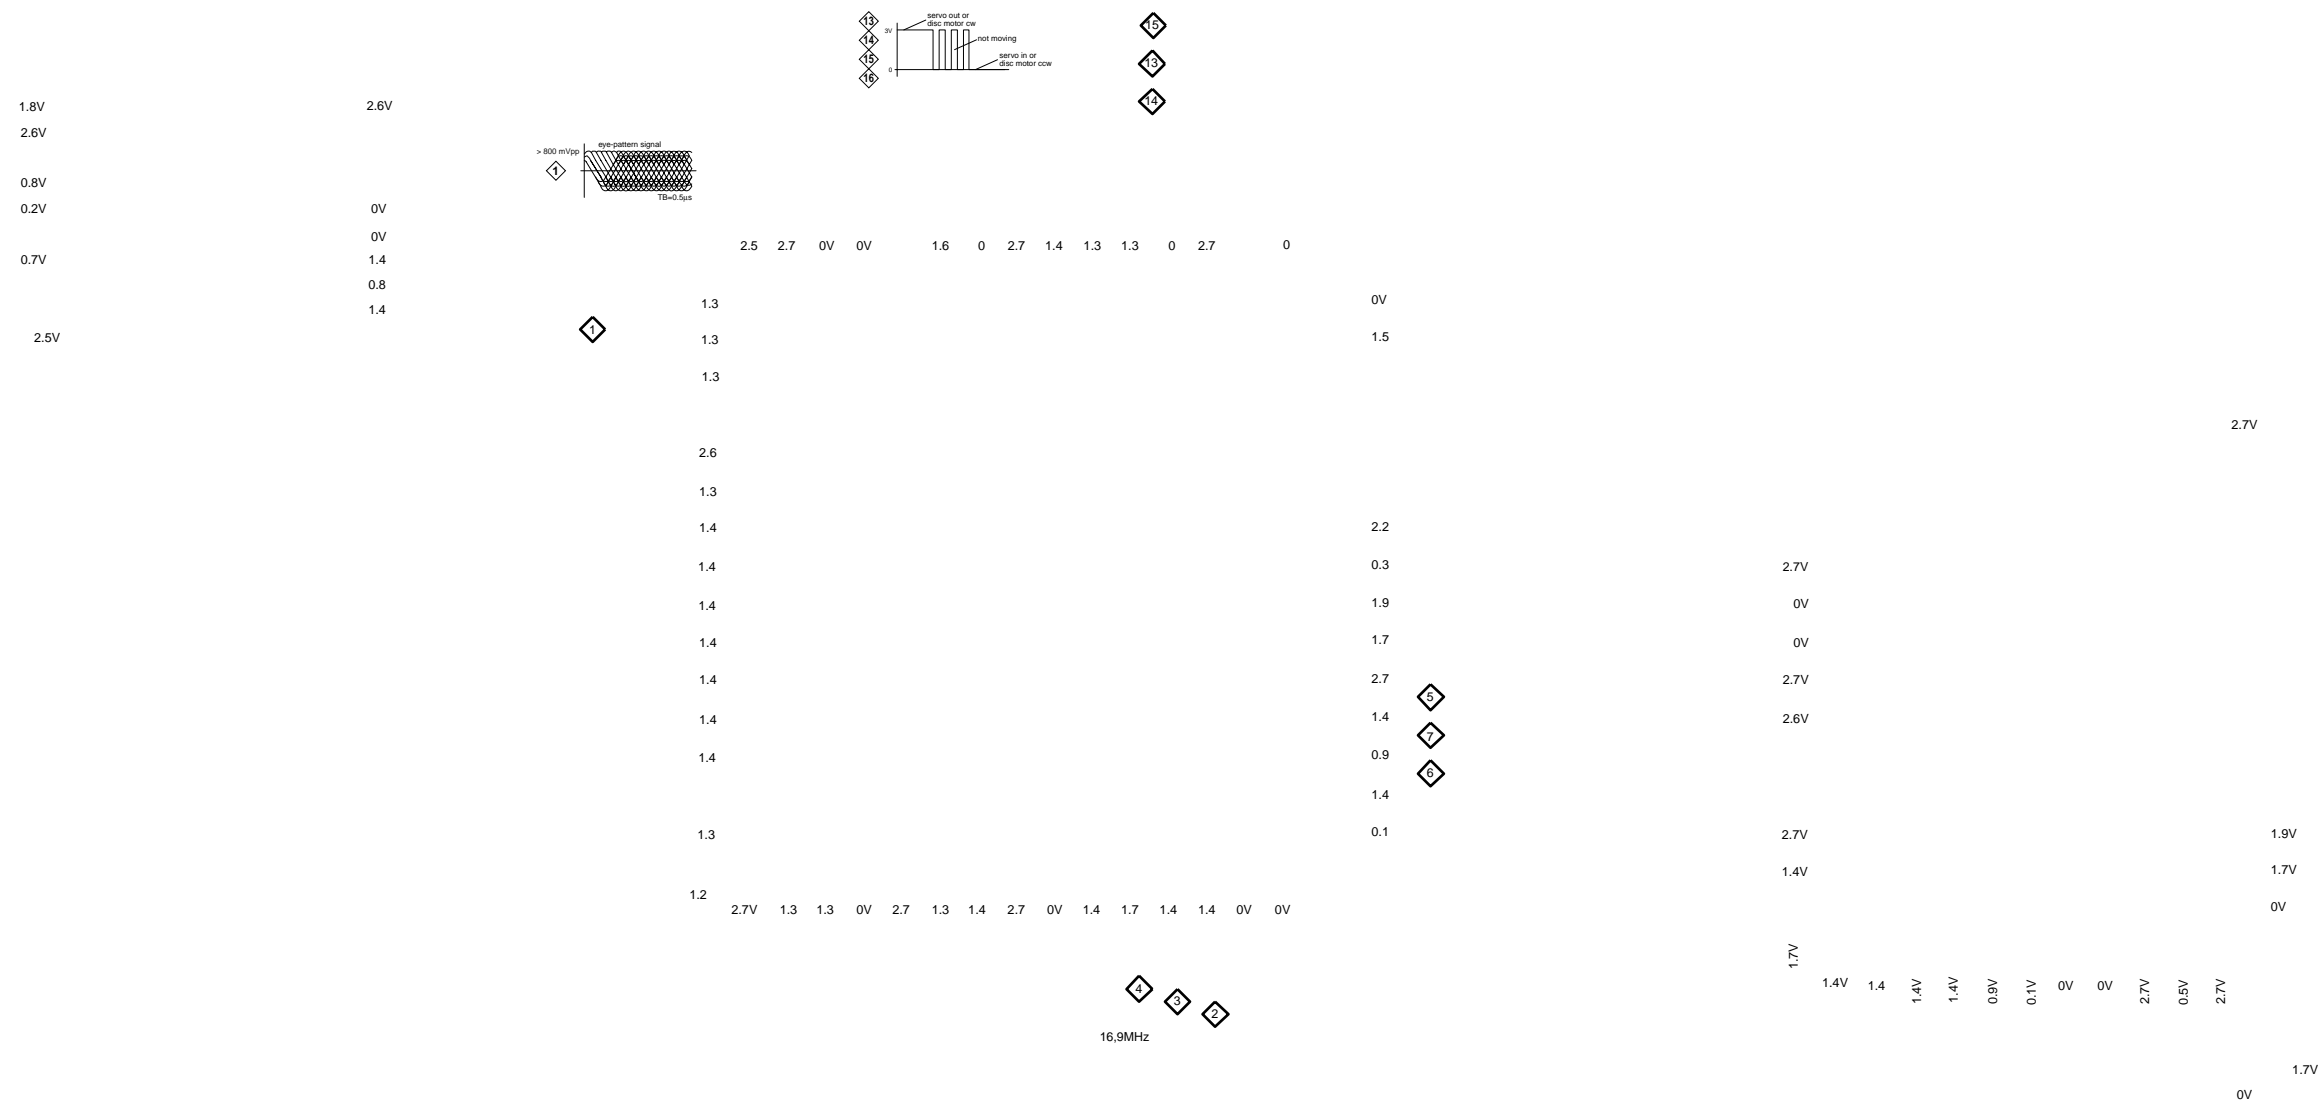 13 servo out or
disc motor cw 15
3V
14 not moving
15 servo in or
disc motor ccw 13
0
16
14
1.8V 2.6V
2.6V
eye-pattern signal
> 800 mVpp
1
0.8V
TB=0.5µs
0.2V 0V
0V
2.5 2.7 0V 0V 1.6 0 2.7 1.4 1.3 1.3 0 2.7 0
0.7V 1.4
0.8
1.3 0V
1.4
1
2.5V 1.3 1.5
1.3
2.7V
2.6
1.3
1.4 2.2
1.4 0.3 2.7V
1.4 1.9 0V
1.4 1.7 0V
1.4 2.7 2.7V
5
1.4 1.4 2.6V
7
1.4 0.9
6
1.4
1.3 0.1 2.7V 1.9V
1.4V 1.7V
1.2
2.7V 1.3 1.3 0V 2.7 1.3 1.4 2.7 0V 1.4 1.7 1.4 1.4 0V 0V 0V
1.7V
1.4V 1.4 1.4V 1.4V 0.9V 0.1V 0V 0V 2.7V 0.5V 2.7V
4
3
2
16,9MHz
1.7V
0V